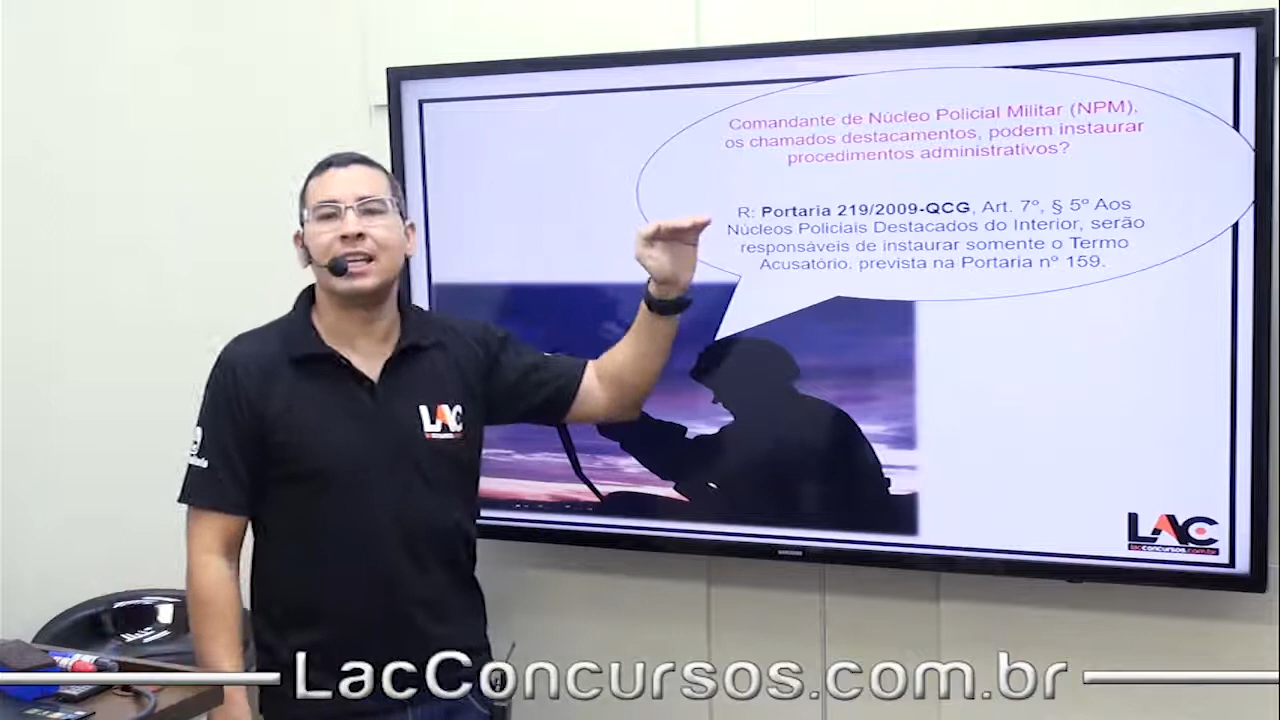 Comandante de Núcleo Policial Militar (NPM),
os chamados destacamentos, podem instaurar
procedimentos administrativos?
R: Portaria 219/2009-QCG, Art. 7º, § 5º Aos
Núcleos Policiais Destacados do Interior, serão
responsáveis de instaurar somente o Termo
Acusatório, prevista na Portaria nº 159.
LAC
LAC
lacconcursos.com.br
SAMSUNG
LacConcursos.com.br